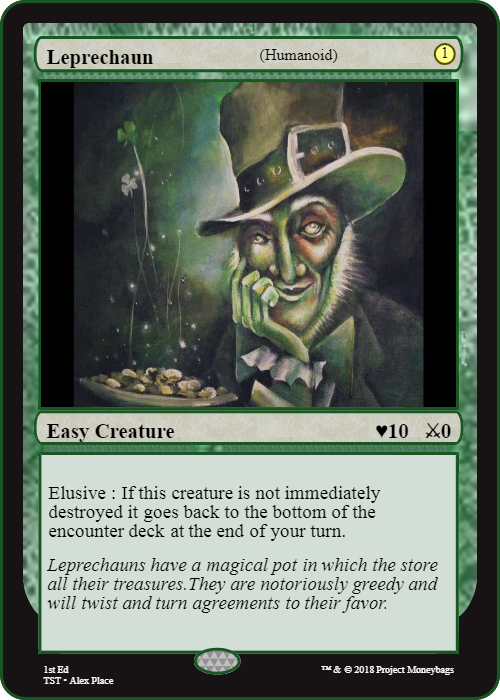 Leprechaun (Humanoid) 1
Easy Creature ♥10 ⚔0
Elusive : If this creature is not immediately
destroyed it goes back to the bottom of the
encounter deck at the end of your turn.
Leprechauns have a magical pot in which the store
all their treasures.They are notoriously greedy and
will twist and turn agreements to their favor.
1st Ed
TST • Alex Place
™ & © 2018 Project Moneybags